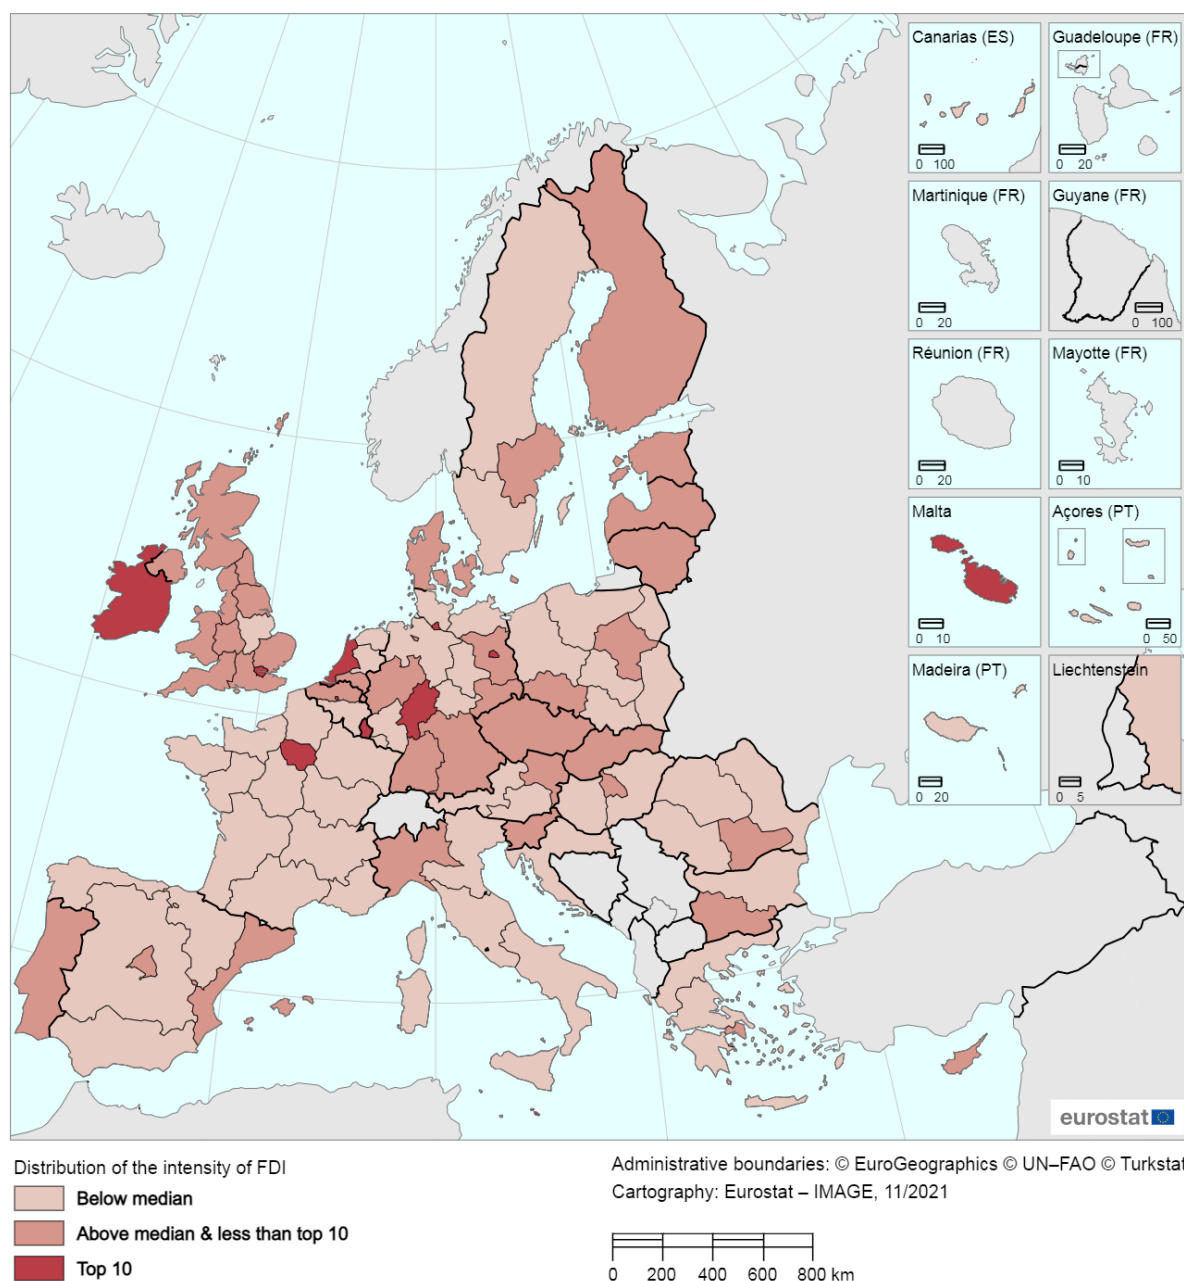 Canarias (ES)
0 100
Guadeloupe (FR)
0 20
Martinique (FR)
0 20
Guyane (FR)
0 100
Réunion (FR)
0 20
Mayotte (FR)
0 10
Malta
0 10
Açores (PT)
0 50
Madeira (PT)
0 20
Liechtenstein
0 5
eurostat
Distribution of the intensity of FDI
Below median
Above median & less than top 10
Top 10
Administrative boundaries: © EuroGeographics © UN–FAO © Turkstat
Cartography: Eurostat – IMAGE, 11/2021
0 200 400 600 800 km